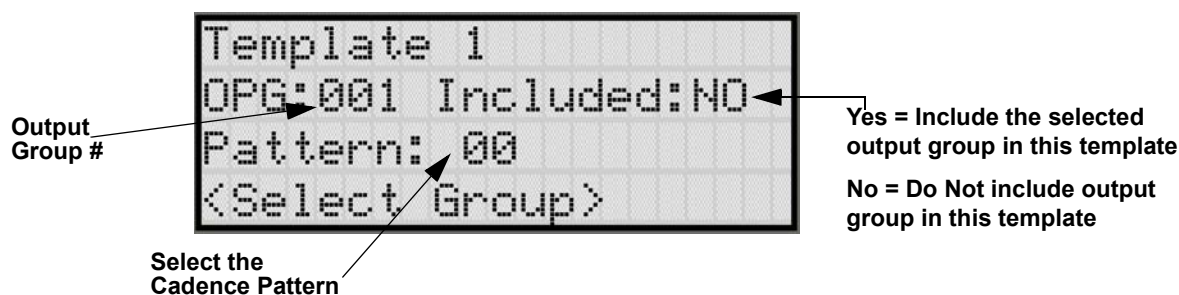 Template 1
OPG:001 Included:NO
Pattern: 00
<Select Group>
Output
Group #
Yes = Include the selected
output group in this template
No = Do Not include output
group in this template
Select the
Cadence Pattern